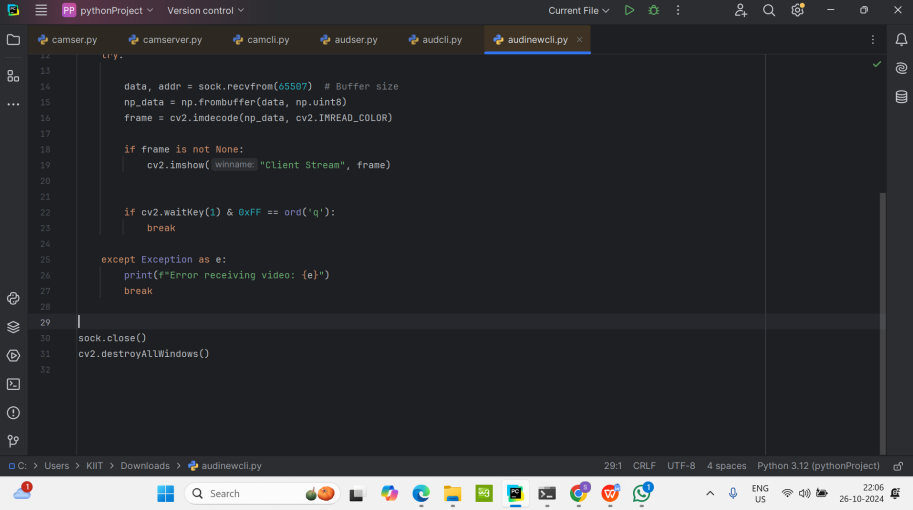 PP pythonProject Version control Current File
camser.py camserver.py camcli.py audser.py audcli.py audinewcli.py
12 try:
13
14 data, addr = sock.recvfrom(65507) # Buffer size
15 np_data = np.frombuffer(data, np.uint8)
16 frame = cv2.imdecode(np_data, cv2.IMREAD_COLOR)
17
18 if frame is not None:
19 cv2.imshow( winname: "Client Stream", frame)
20
21
22 if cv2.waitKey(1) & 0xFF == ord('q'):
23 break
24
25 except Exception as e:
26 print(f"Error receiving video: {e}")
27 break
28
29
30 sock.close()
31 cv2.destroyAllWindows()
32
C: > Users > KIIT > Downloads > audinewcli.py 29:1 CRLF UTF-8 4 spaces Python 3.12 (pythonProject)
1 Search PC S W 1 ENG 22:06
US 26-10-2024